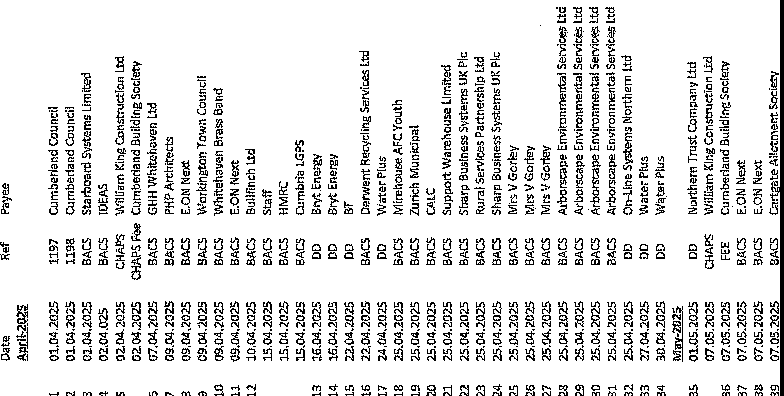 Date Ref Payee
April-2025
1 01.04.2025 1197 Cumberland Council
2 01.04.2025 1198 Cumberland Council
3 01.04.2025 BACS Starboard Systems Limited
4 02.04.025 BACS IDEAS
5 02.04.2025 CHAPS William King Construction Ltd
02.04.2025 CHAPS Fee Cumberland Building Society
6 07.04.2025 BACS GHH Whitehaven Ltd
7 09.04.2025 BACS PHP Architects
8 09.04.2025 BACS E.ON Next
9 09.04.2025 BACS Workington Town Council
10 09.04.2025 BACS Whitehaven Brass Band
11 09.04.2025 BACS E.ON Next
12 10.04.2025 BACS Bullfinch Ltd
15.04.2025 BACS Staff
15.04.2025 BACS HMRC
15.04.2025 BACS Cumbria LGPS
13 16.04.2025 DD Bryt Energy
14 16.04.2025 DD Bryt Energy
15 22.04.2025 DD BT
16 22.04.2025 BACS Derwent Recycling Services Ltd
17 24.04.2025 DD Water Plus
18 25.04.2025 BACS Mirehouse AFC Youth
19 25.04.2025 BACS Zurich Municipal
20 25.04.2025 BACS CALC
21 25.04.2025 BACS Support Warehouse Limited
22 25.04.2025 BACS Sharp Business Systems UK Plc
23 25.04.2025 BACS Rural Services Partnership Ltd
24 25.04.2025 BACS Sharp Business Systems UK Plc
25 25.04.2025 BACS Mrs V Gorley
26 25.04.2025 BACS Mrs V Gorley
27 25.04.2025 BACS Mrs V Gorley
28 25.04.2025 BACS Arborscape Environmental Services Ltd
29 25.04.2025 BACS Arborscape Environmental Services Ltd
30 25.04.2025 BACS Arborscape Environmental Services Ltd
31 25.04.2025 BACS Arborscape Environmental Services Ltd
32 25.04.2025 DD On-Line Systems Northern Ltd
33 27.04.2025 DD Water Plus
34 30.04.2025 DD Water Plus
May-2025
35 01.05.2025 DD Northern Trust Company Ltd
07.05.2025 CHAPS William King Construction Ltd
36 07.05.2025 FEE Cumberland Building Society
37 07.05.2025 BACS E.ON Next
38 07.05.2025 BACS E.ON Next
39 07.05.2025 BACS Allotment Society